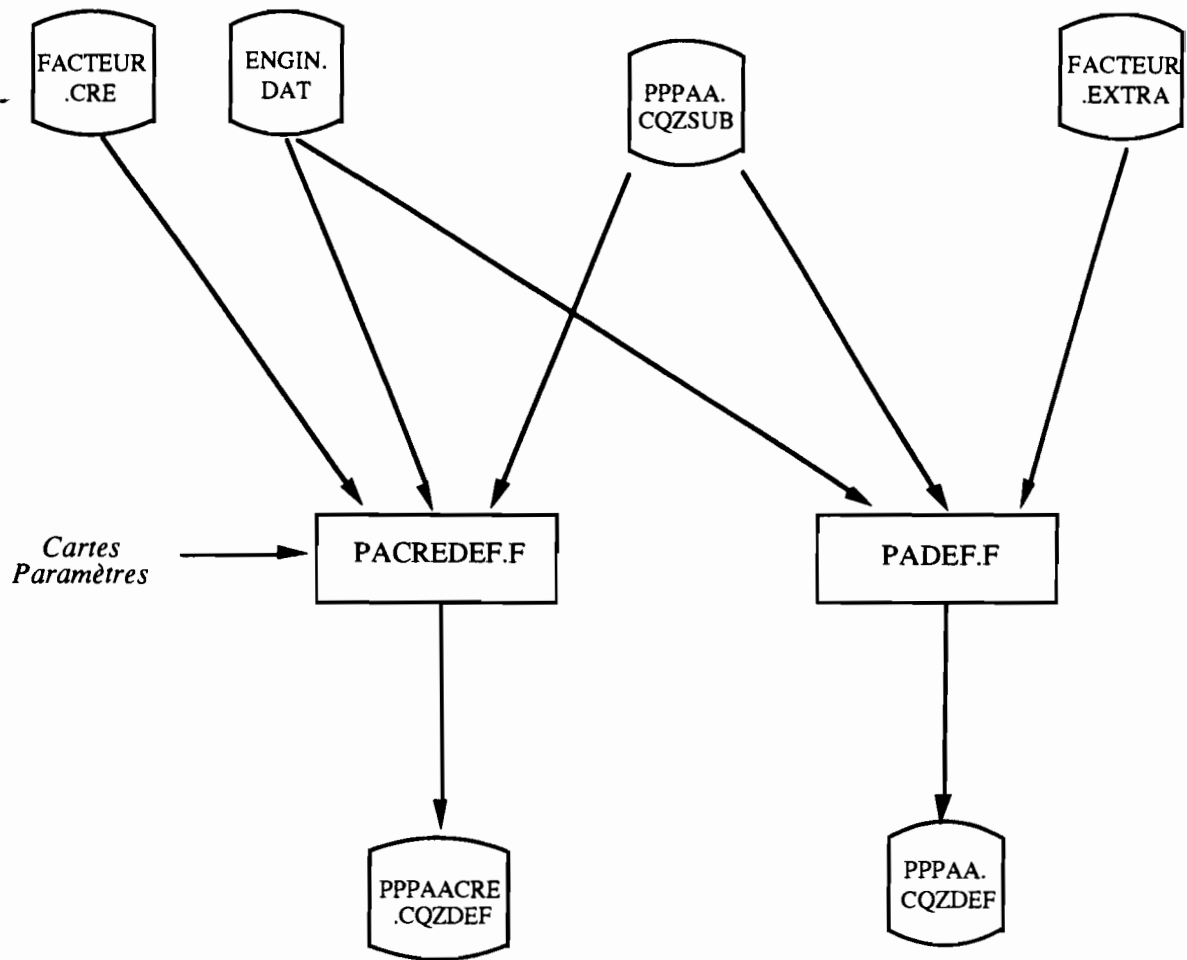 FACTEUR
.CRE
ENGIN.
DAT
PPPAA.
CQZSUB
FACTEUR
.EXTRA
Cartes
Paramètres
PACREDEF.F
PADEF.F
PPPAACRE
.CQZDEF
PPPAA.
CQZDEF